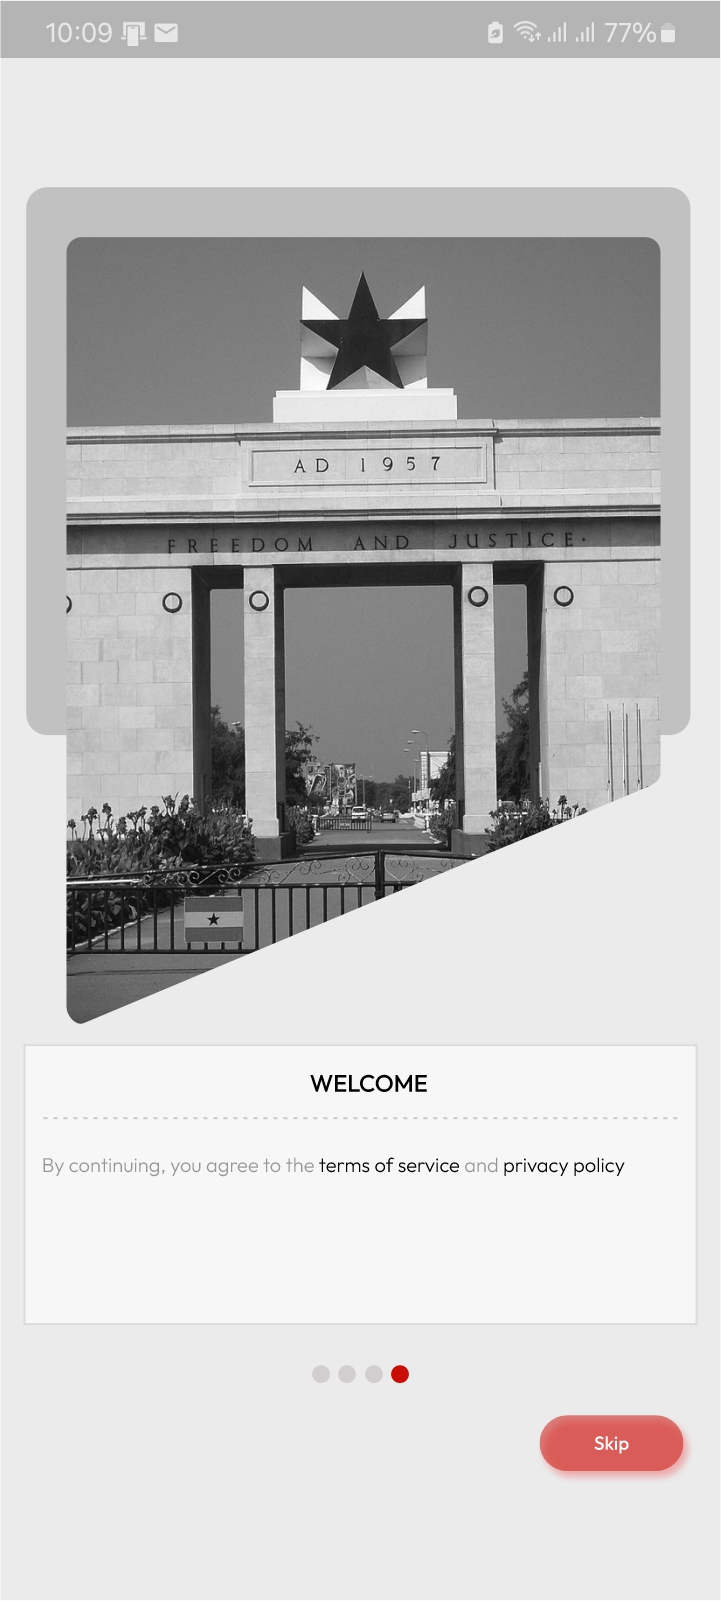 10:09
77%
AD 1957
FREEDOM AND JUSTICE·
WELCOME
By continuing, you agree to the terms of service and privacy policy
Skip